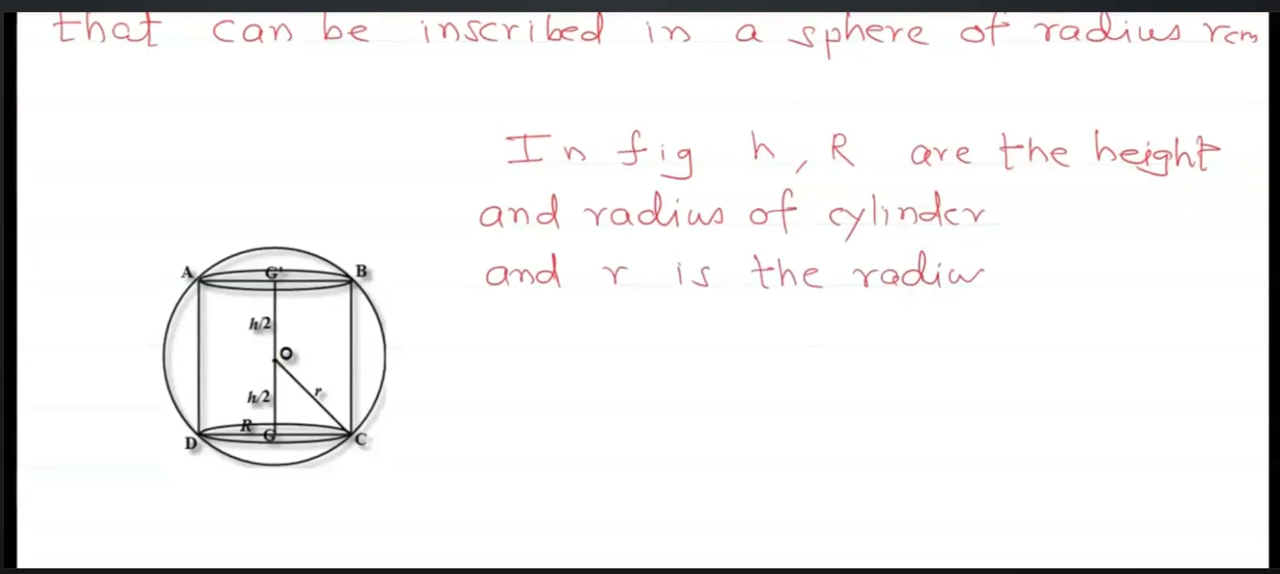 that can be inscribed in a sphere of radius r cm
In fig h, R are the height
and radius of cylinder
and r is the radiu
A G' B
h/2
O
h/2 r
R
D G C